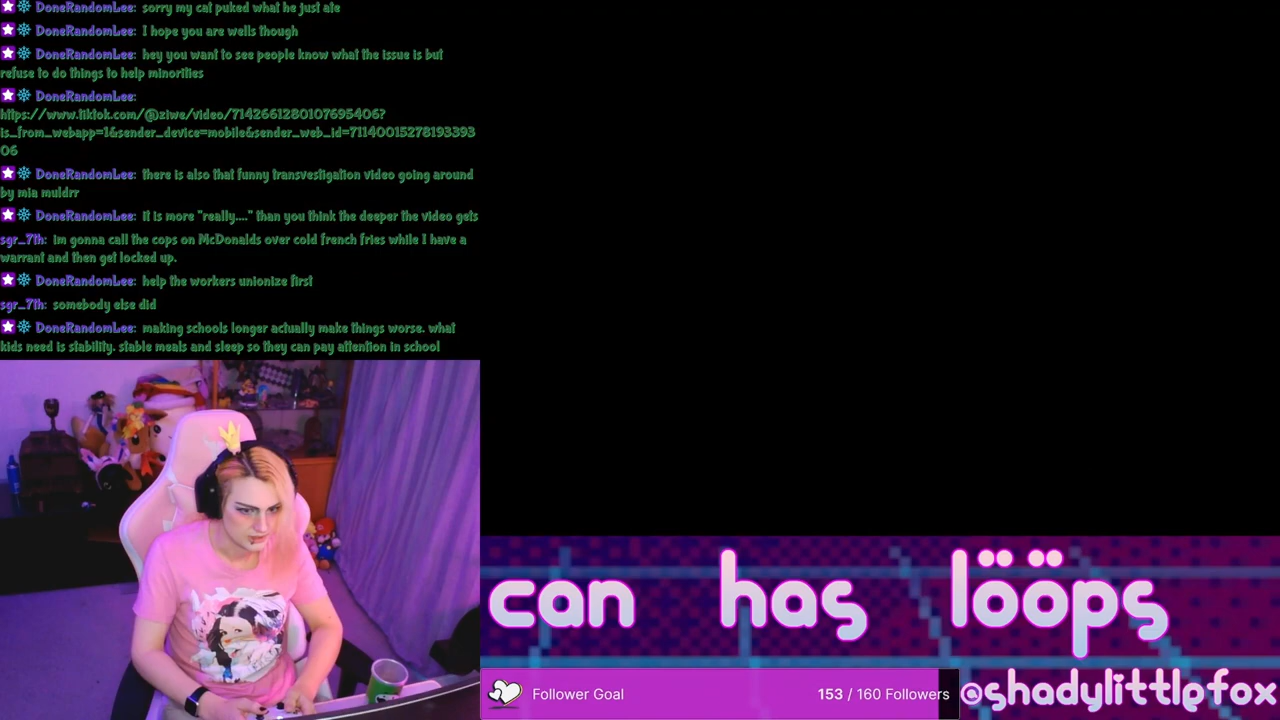 DoneRandomLee: sorry my cat puked what he just ate
DoneRandomLee: I hope you are wells though
DoneRandomLee: hey you want to see people know what the issue is but
refuse to do things to help minorities
DoneRandomLee:
https://www.tiktok.com/@ziwe/video/7142661280107695406?
is_from_webapp=1&sender_device=mobile&sender_web_id=71140015278193393
06
DoneRandomLee: there is also that funny transvestigation video going around
by mia muldrr
DoneRandomLee: it is more "really...." than you think the deeper the video gets
sgr_7th: im gonna call the cops on McDonalds over cold french fries while I have a
warrant and then get locked up.
DoneRandomLee: help the workers unionize first
sgr_7th: somebody else did
DoneRandomLee: making schools longer actually make things worse. what
kids need is stability. stable meals and sleep so they can pay attention in school
can has lööps
Follower Goal 153 / 160 Followers
@shadylittlefox